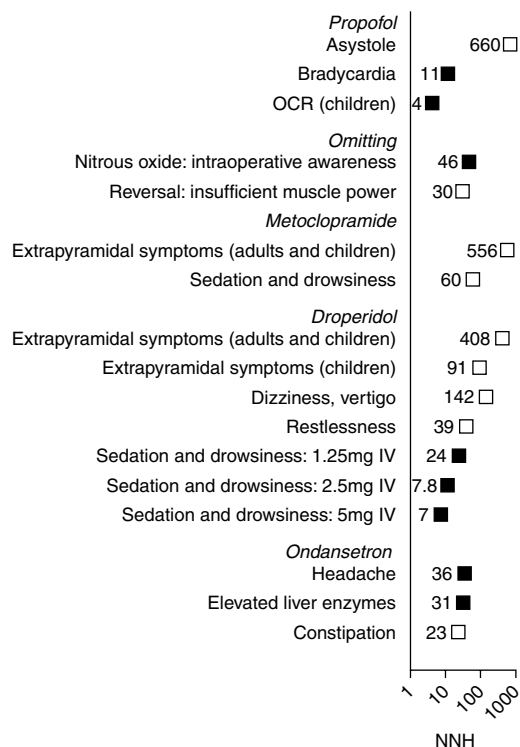 Propofol
Asystole 660
Bradycardia 11
OCR (children) 4
Omitting
Nitrous oxide: intraoperative awareness 46
Reversal: insufficient muscle power 30
Metoclopramide
Extrapyramidal symptoms (adults and children) 556
Sedation and drowsiness 60
Droperidol
Extrapyramidal symptoms (adults and children) 408
Extrapyramidal symptoms (children) 91
Dizziness, vertigo 142
Restlessness 39
Sedation and drowsiness: 1.25mg IV 24
Sedation and drowsiness: 2.5mg IV 7.8
Sedation and drowsiness: 5mg IV 7
Ondansetron
Headache 36
Elevated liver enzymes 31
Constipation 23
1 10 100 1000
NNH